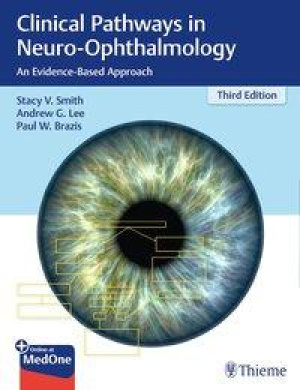 Clinical Pathways in
Neuro-Ophthalmology
An Evidence-Based Approach
Stacy V. Smith
Andrew G. Lee
Paul W. Brazis
Third Edition
Online at
MedOne
Thieme